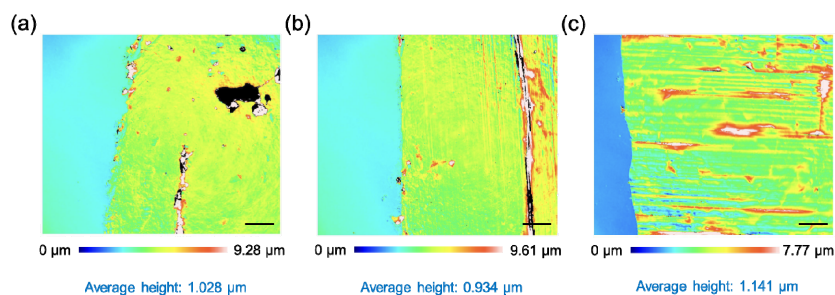 (a)
(b)
(c)
0 μm 9.28 μm
0 μm 9.61 μm
0 μm 7.77 μm
Average height: 1.028 μm
Average height: 0.934 μm
Average height: 1.141 μm